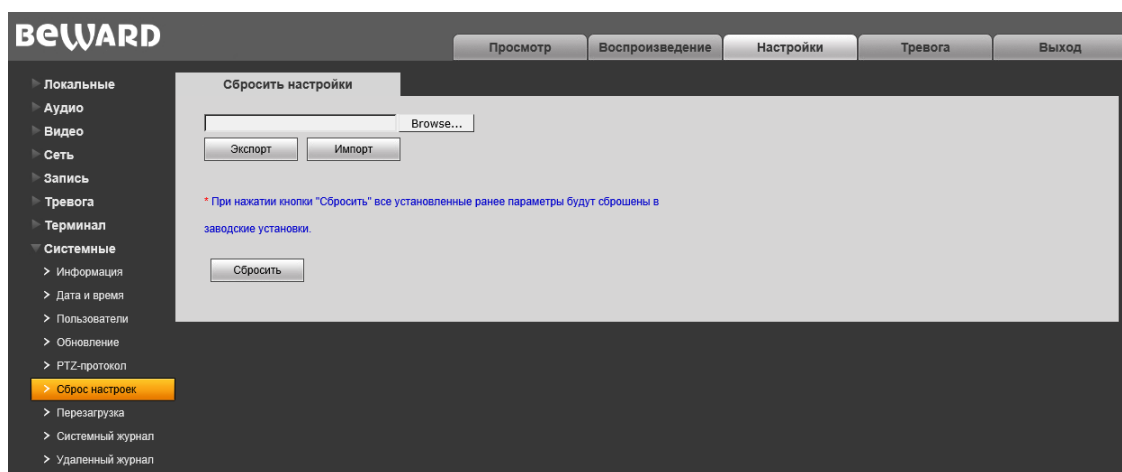 BEWARD
Просмотр
Воспроизведение
Настройки
Тревога
Выход
Локальные
Аудио
Видео
Сеть
Запись
Тревога
Терминал
Системные
Информация
Дата и время
Пользователи
Обновление
PTZ-протокол
Сброс настроек
Перезагрузка
Системный журнал
Удаленный журнал
Сбросить настройки
Browse...
Экспорт
Импорт
* При нажатии кнопки "Сбросить" все установленные ранее параметры будут сброшены в
заводские установки.
Сбросить